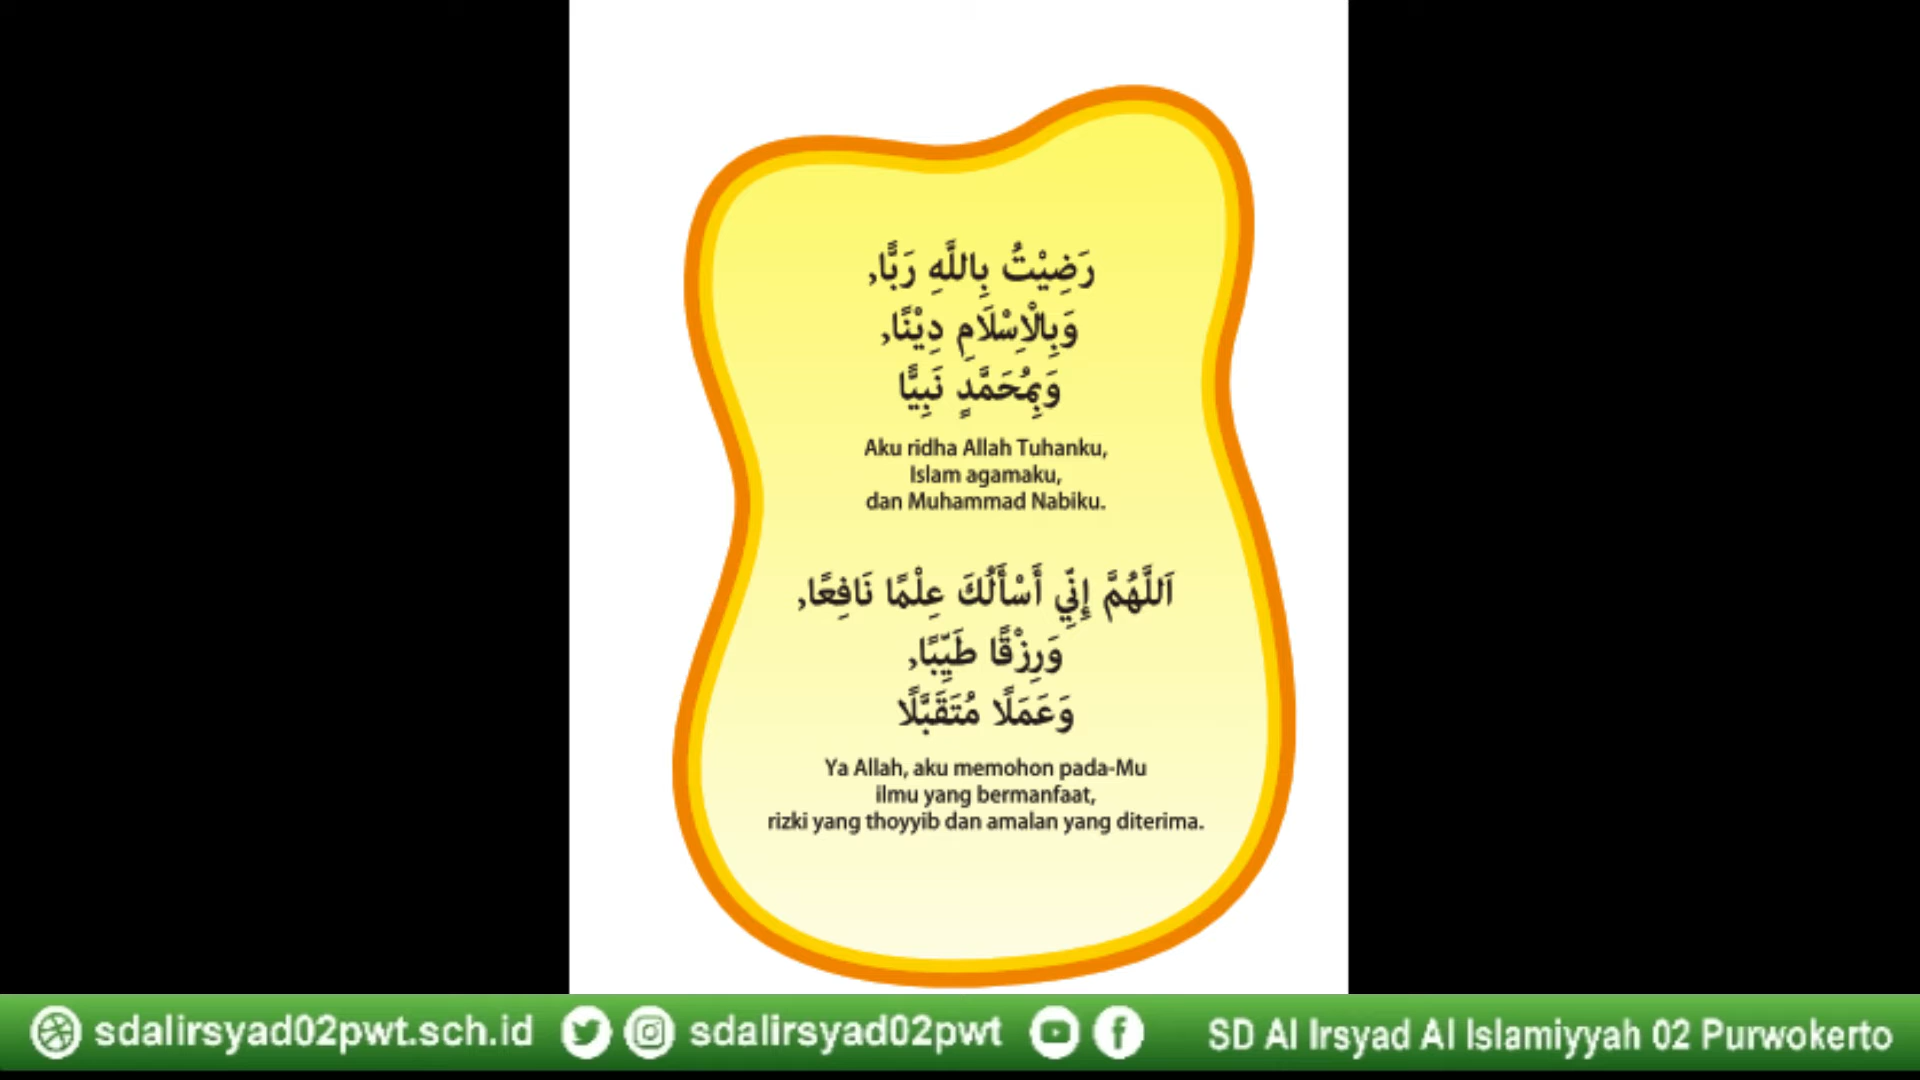 رَضِيْتُ بِاللَّهِ رَبًّا,
وَبِالْاِسْلَامِ دِيْنًا,
وَبِمُحَمَّدٍ نَبِيًّا
Aku ridha Allah Tuhanku,
Islam agamaku,
dan Muhammad Nabiku.
اَللَّهُمَّ إِنِّي أَسْأَلُكَ عِلْمًا نَافِعًا,
وَرِزْقًا طَيِّبًا,
وَعَمَلًا مُتَقَبَّلًا
Ya Allah, aku memohon pada-Mu
ilmu yang bermanfaat,
rizki yang thoyyib dan amalan yang diterima.
sdalirsyad02pwt.sch.id sdalirsyad02pwt SD Al Irsyad Al Islamiyyah 02 Purwokerto